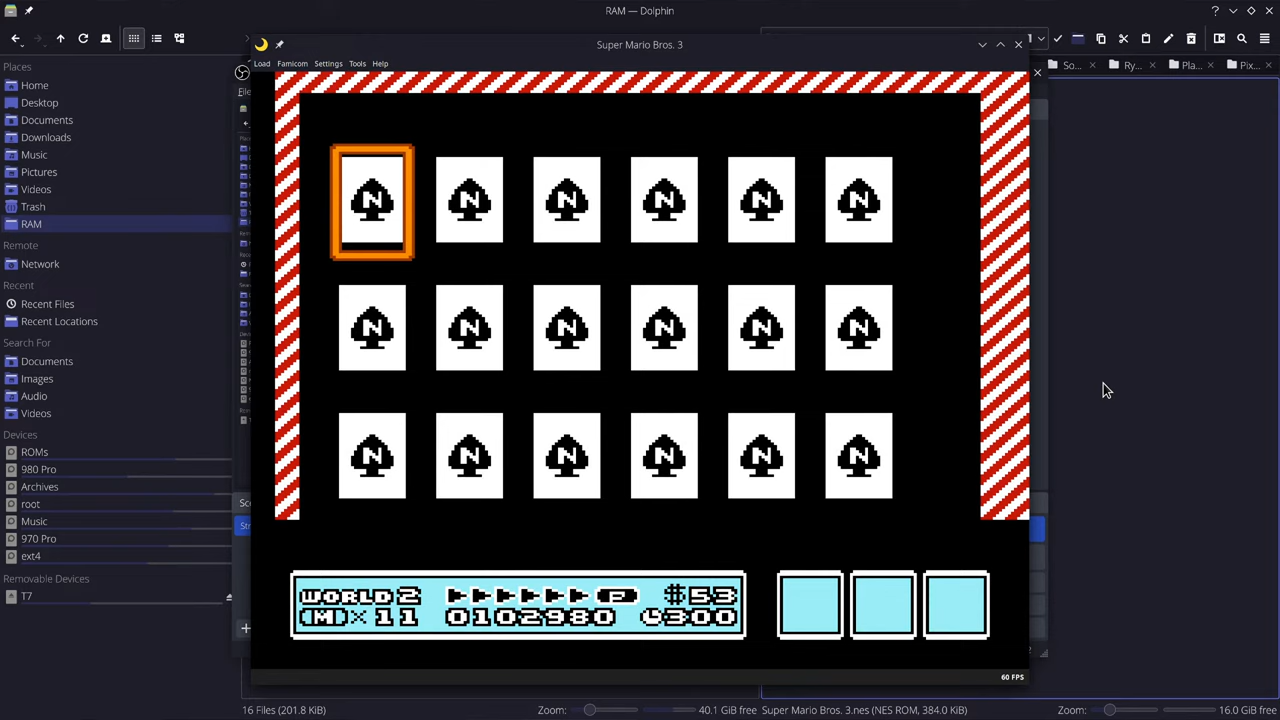 RAM — Dolphin
Super Mario Bros. 3
Load Famicom Settings Tools Help
So... Ry... Pla... Pix...
Places
Home
Desktop
Documents
Downloads
Music
Pictures
Videos
Trash
RAM
Remote
Network
Recent
Recent Files
Recent Locations
Search For
Documents
Images
Audio
Videos
Devices
ROMs
980 Pro
Archives
root
Music
970 Pro
ext4
Removable Devices
T7
N N N N N N
N N N N N N
N N N N N N
WORLD 2 P 53
M x 11 0102980 300
60 FPS
16 Files (201.8 KiB) Zoom: 40.1 GiB free Super Mario Bros. 3.nes (NES ROM, 384.0 KiB) Zoom: 16.0 GiB free